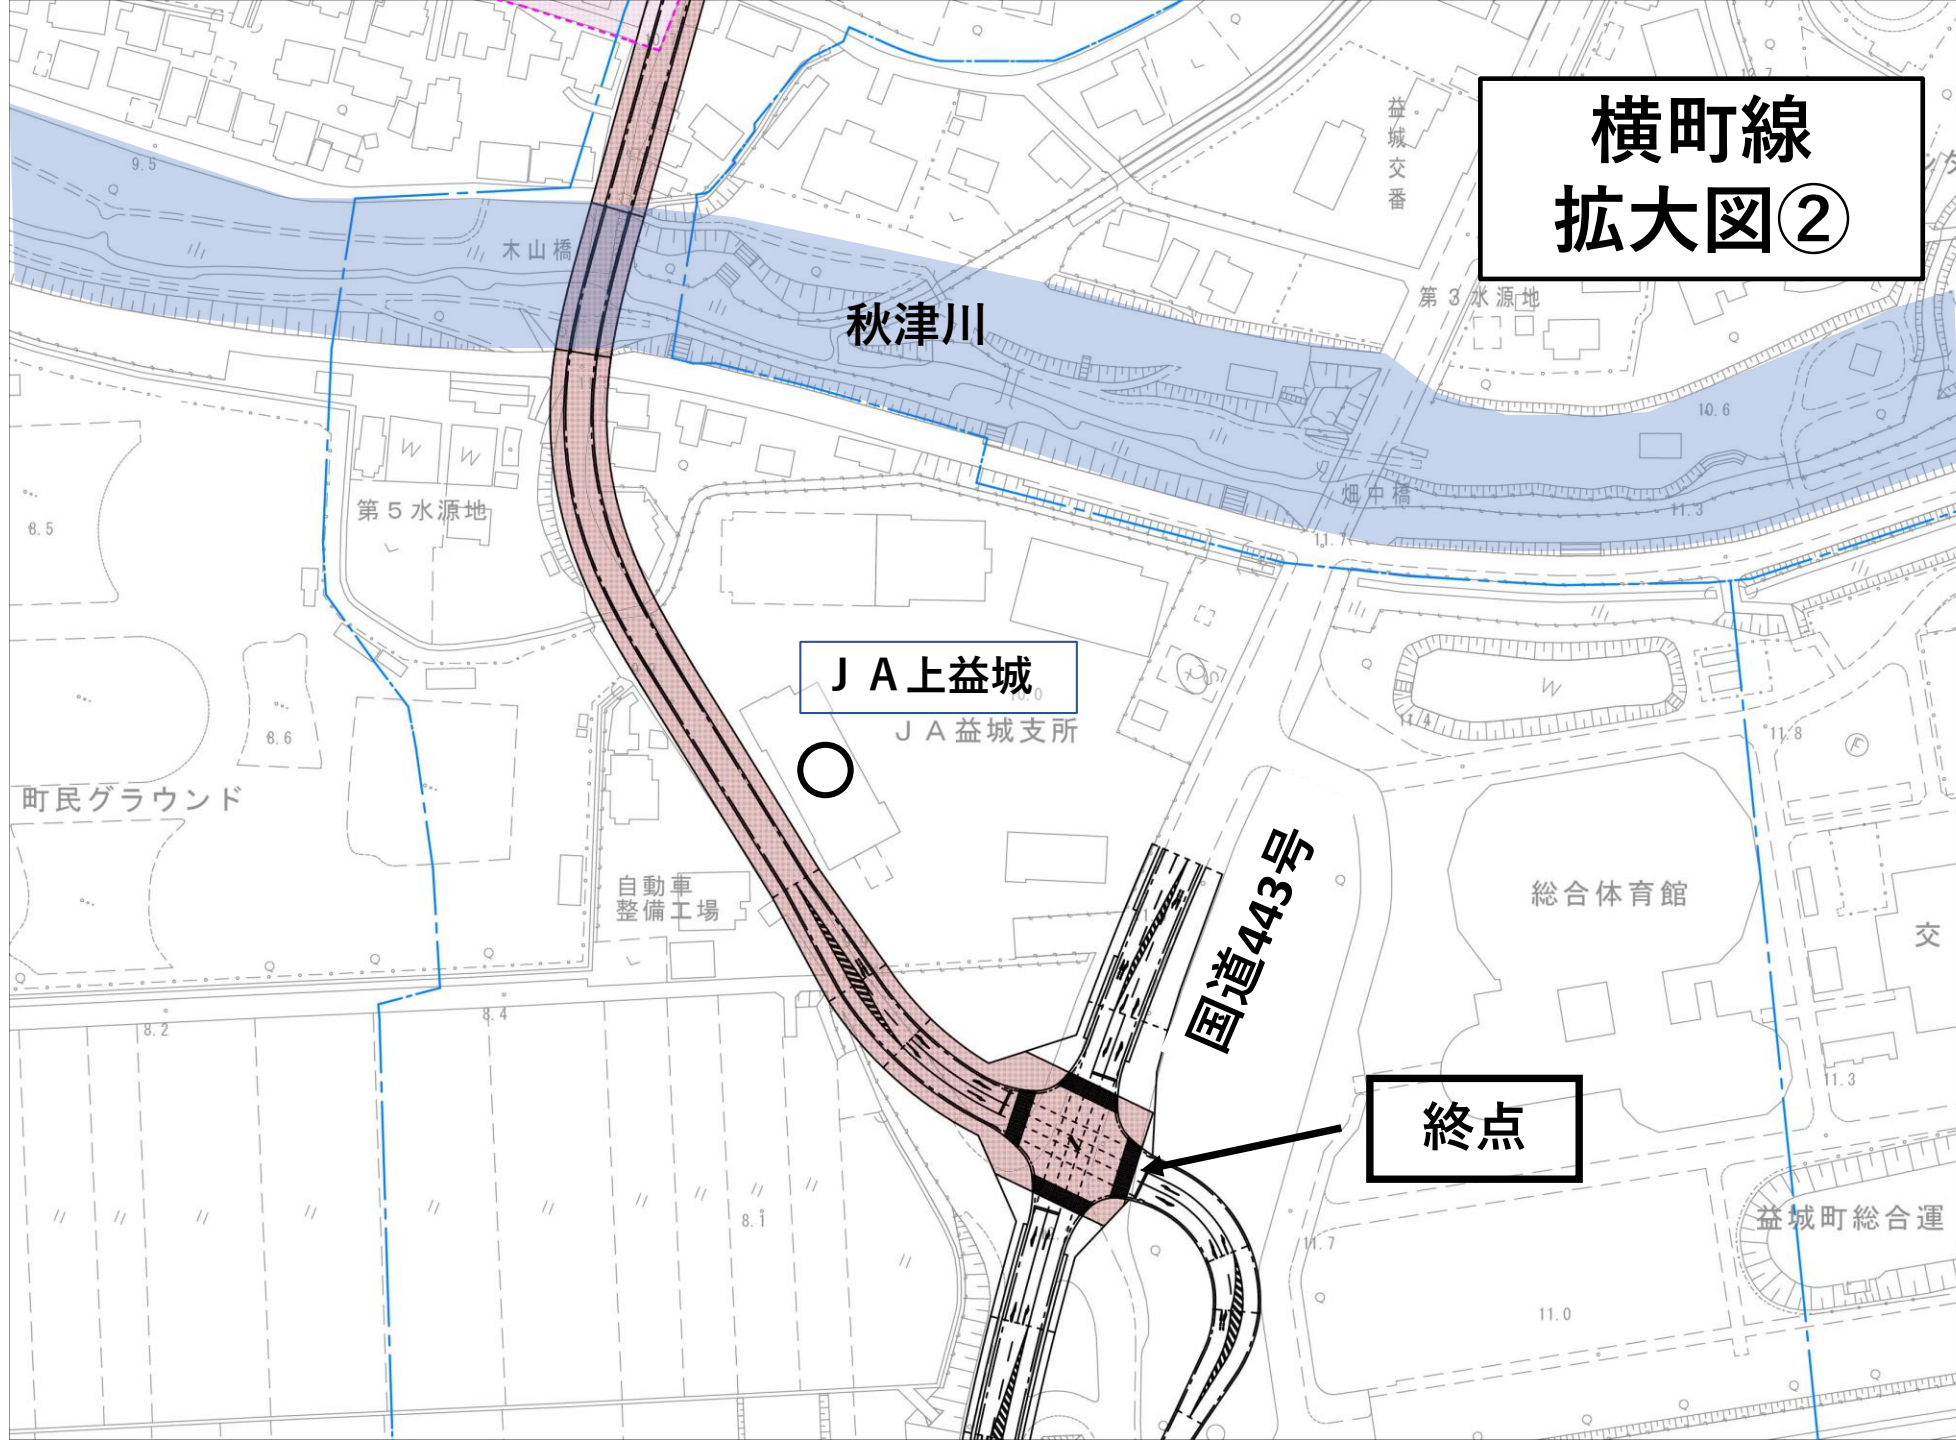 横町線
拡大図②
益城交番
9.5
木山橋
秋津川
第3水源地
10.6
畑中橋
11.3
11.7
第5水源地
8.5
JA上益城
10.0
JA益城支所
11.4
11.8
8.6
町民グラウンド
自動車
整備工場
国道443号
総合体育館
交
8.2
8.4
11.3
終点
8.1
11.7
益城町総合運
11.0